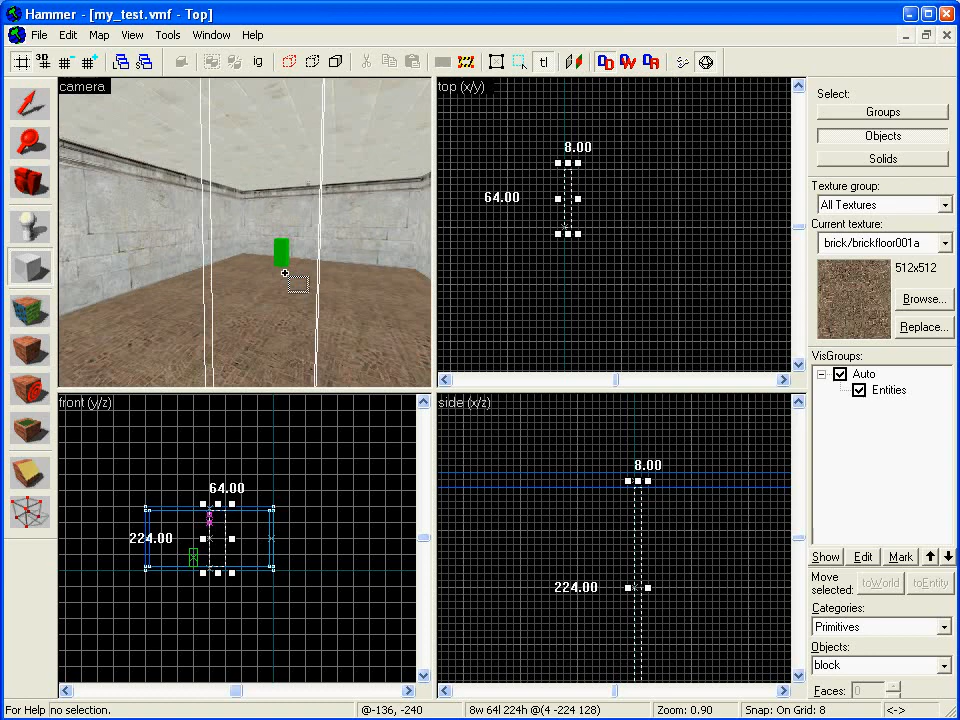 Hammer - [my_test.vmf - Top]
File Edit Map View Tools Window Help
3D ig tl
camera
top (x/y)
8.00
64.00
front (y/z)
64.00
224.00
side (x/z)
8.00
224.00
Select:
Groups
Objects
Solids
Texture group:
All Textures
Current texture:
brick/brickfloor001a
512x512
Browse...
Replace...
VisGroups:
Auto
Entities
Show Edit Mark
Move selected:
toWorld toEntity
Categories:
Primitives
Objects:
block
Faces: 0
For Help no selection. @-136, -240 8w 64l 224h @(4 -224 128) Zoom: 0.90 Snap: On Grid: 8 <->